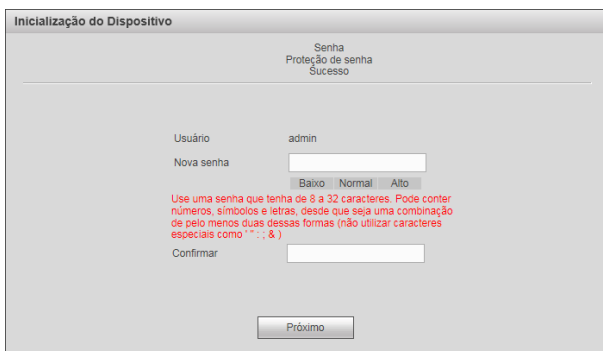 Inicialização do Dispositivo
Senha
Proteção de senha
Sucesso
Usuário admin
Nova senha
Baixo Normal Alto
Use uma senha que tenha de 8 a 32 caracteres. Pode conter
números, símbolos e letras, desde que seja uma combinação
de pelo menos duas dessas formas (não utilizar caracteres
especiais como ' " : ; & )
Confirmar
Próximo